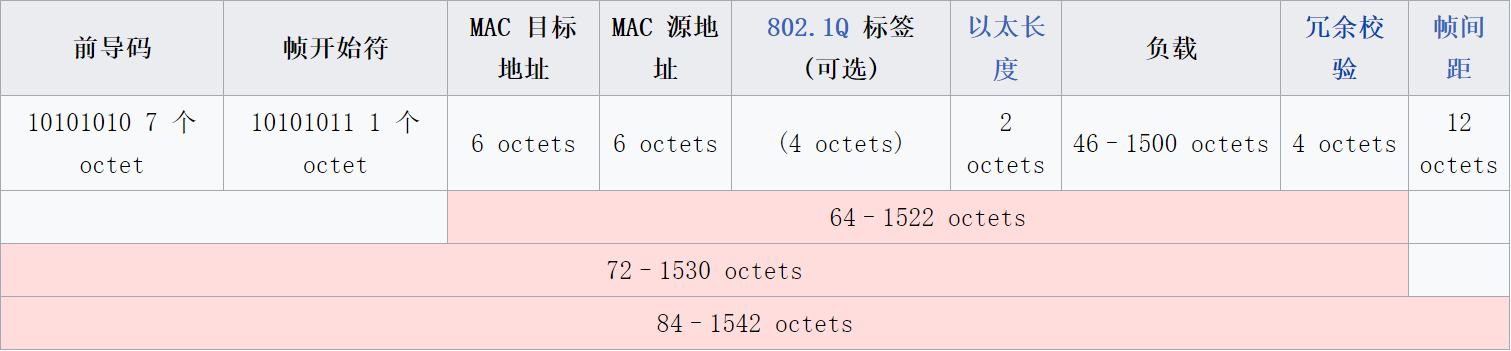 前导码
帧开始符
MAC 目标
地址
MAC 源地
址
802.1Q 标签
(可选)
以太长
度
负载
冗余校
验
帧间
距
10101010 7 个
octet
10101011 1 个
octet
6 octets
6 octets
(4 octets)
2
octets
46–1500 octets
4 octets
12
octets
64–1522 octets
72–1530 octets
84–1542 octets